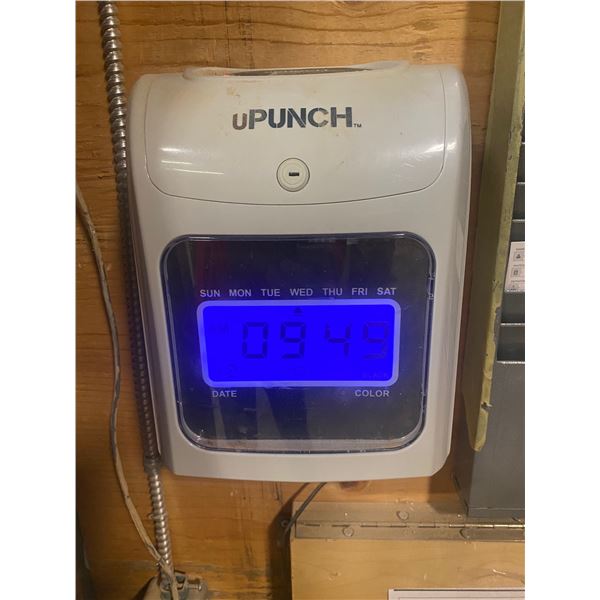 uPUNCH™
SUN MON TUE WED THU FRI SAT
09 49
DATE COLOR